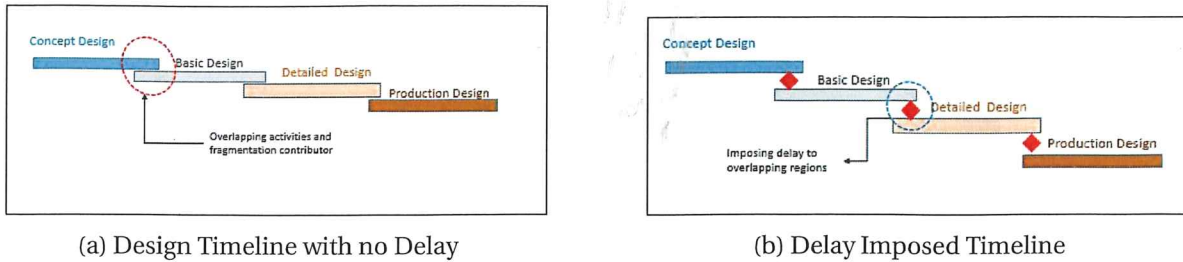 Concept Design
Basic Design
Detailed Design
Production Design
Overlapping activities and
fragmentation contributor
(a) Design Timeline with no Delay
Concept Design
Basic Design
Detailed Design
Production Design
Imposing delay to
overlapping regions
(b) Delay Imposed Timeline